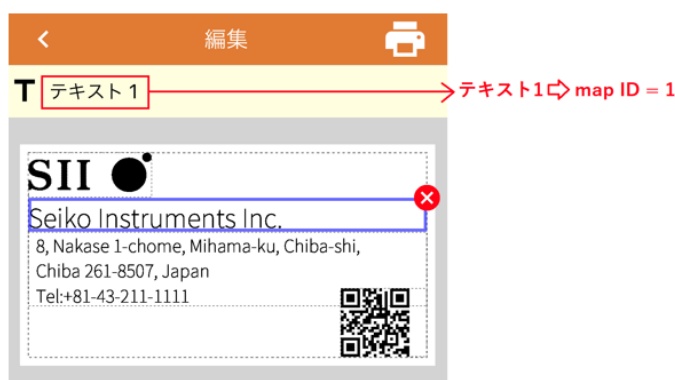 編集
T テキスト 1
テキスト1⇨ map ID = 1
SII
Seiko Instruments Inc.
8, Nakase 1-chome, Mihama-ku, Chiba-shi,
Chiba 261-8507, Japan
Tel:+81-43-211-1111